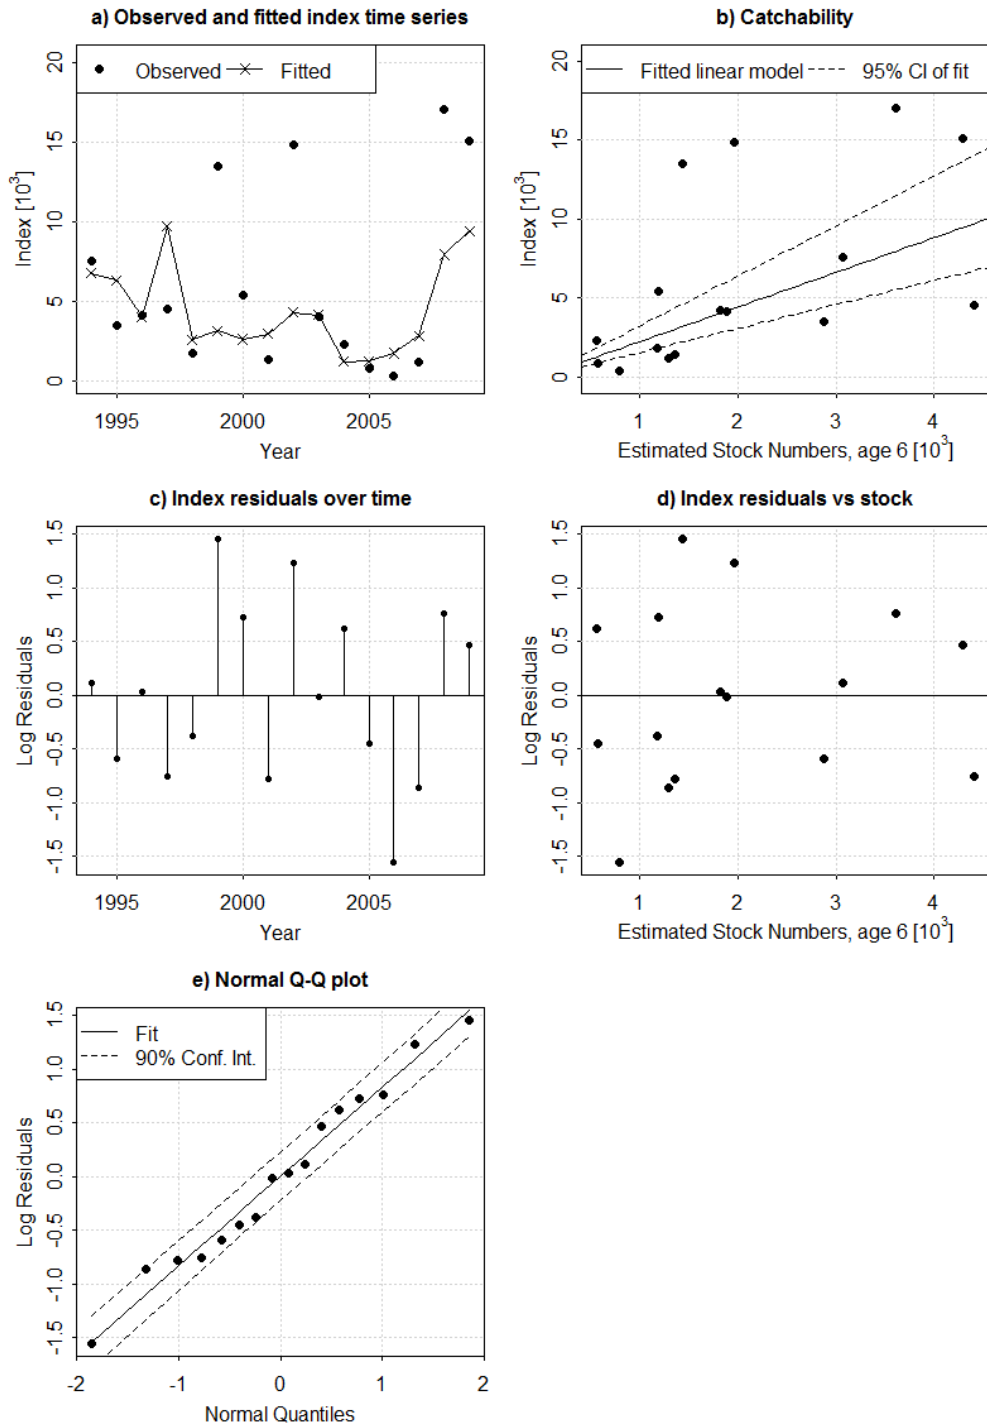 a) Observed and fitted index time series
Observed Fitted
20
15
10
5
0
Index [10³]
1995 2000 2005
Year
b) Catchability
Fitted linear model 95% CI of fit
20
15
10
5
0
Index [10³]
1 2 3 4
Estimated Stock Numbers, age 6 [10³]
c) Index residuals over time
1.5
1.0
0.5
0.0
-0.5
-1.0
-1.5
Log Residuals
1995 2000 2005
Year
d) Index residuals vs stock
1.5
1.0
0.5
0.0
-0.5
-1.0
-1.5
Log Residuals
1 2 3 4
Estimated Stock Numbers, age 6 [10³]
e) Normal Q-Q plot
Fit
90% Conf. Int.
1.5
1.0
0.5
0.0
-0.5
-1.0
-1.5
Log Residuals
-2 -1 0 1 2
Normal Quantiles